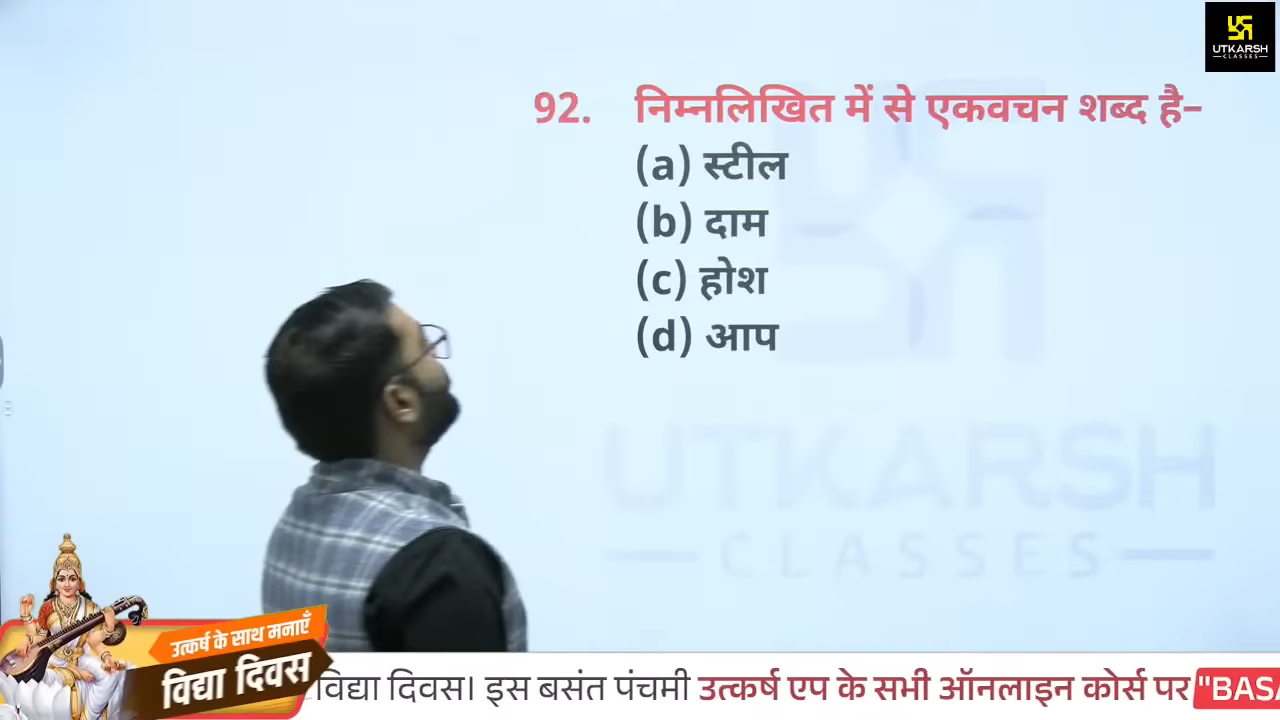 UTKARSH
CLASSES
92. निम्नलिखित में से एकवचन शब्द है–
(a) स्टील
(b) दाम
(c) होश
(d) आप
UTKARSH
CLASSES
उत्कर्ष के साथ मनाएँ
विद्या दिवस
विद्या दिवस। इस बसंत पंचमी उत्कर्ष एप के सभी ऑनलाइन कोर्स पर